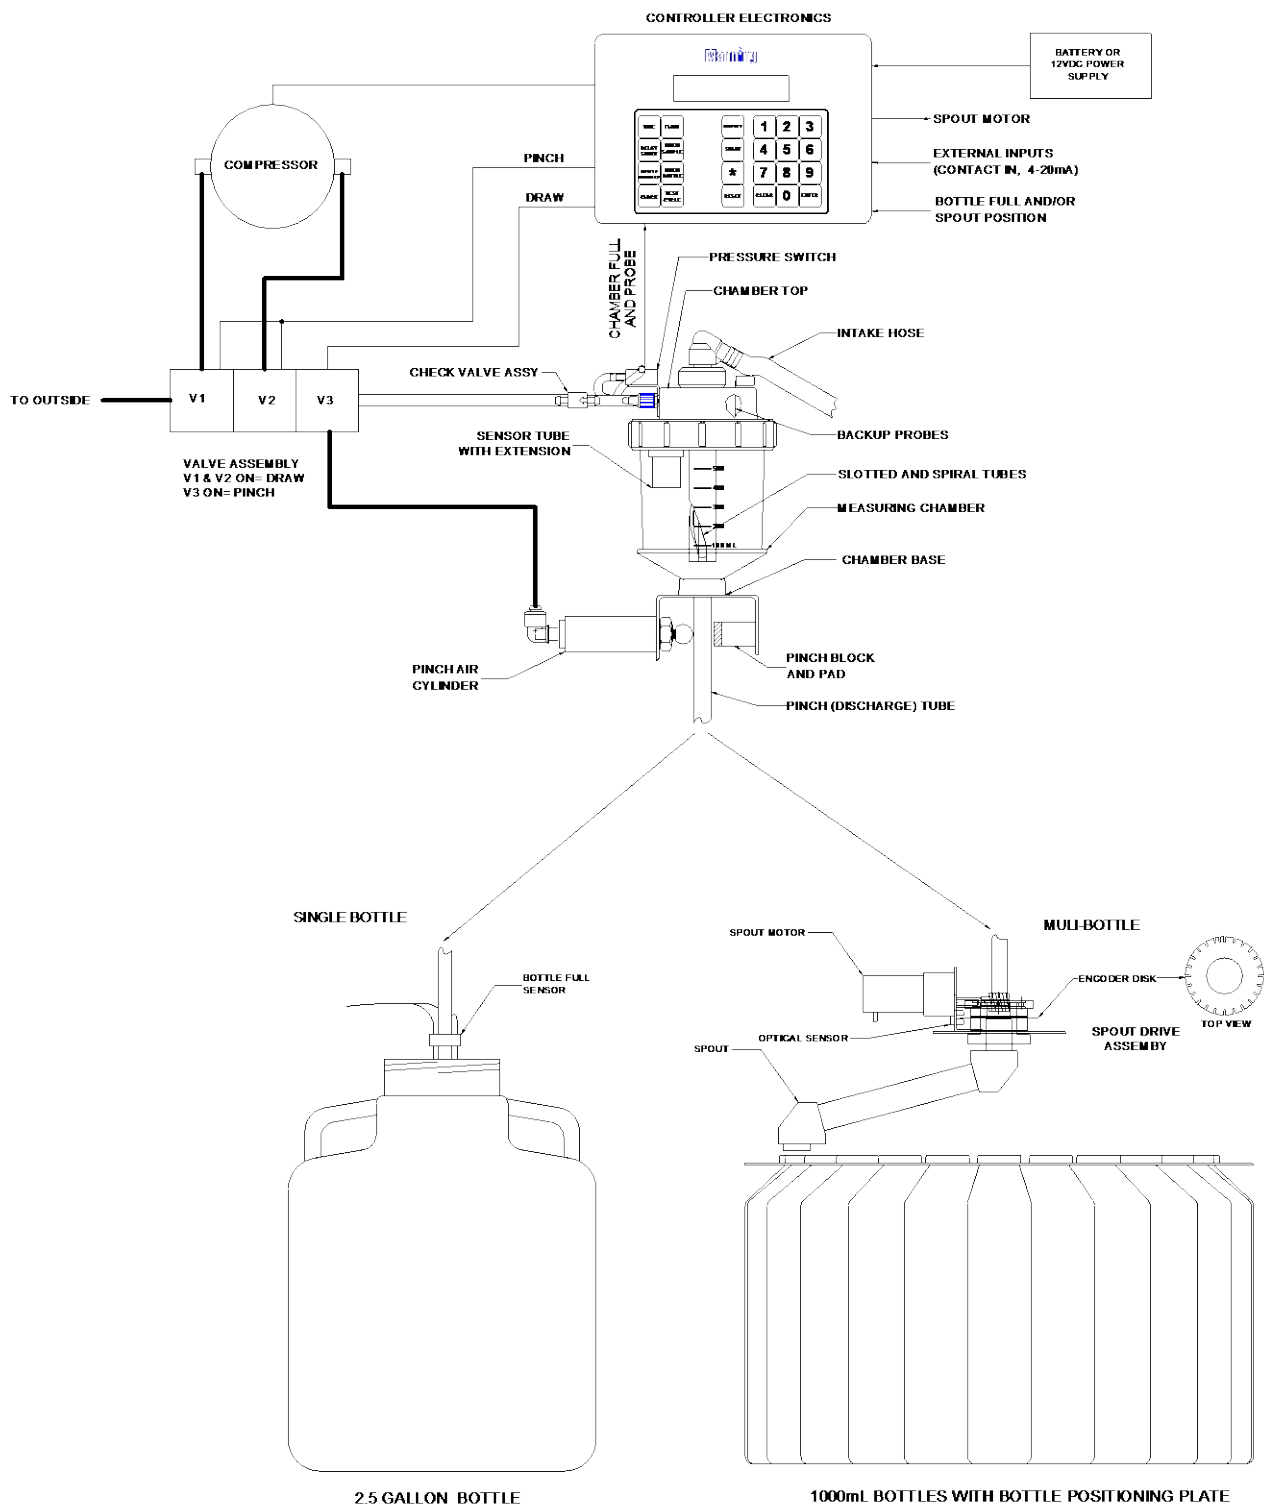 CONTROLLER ELECTRONICS
Manning
BATTERY OR
12VDC POWER
SUPPLY
1 2 3
4 5 6
* 7 8 9
CLEAR 0 ENTER
SPOUT MOTOR
EXTERNAL INPUTS
(CONTACT IN, 4-20mA)
BOTTLE FULL AND/OR
SPOUT POSITION
COMPRESSOR
PINCH
DRAW
CHAMBER FULL
AND PROBE
PRESSURE SWITCH
CHAMBER TOP
INTAKE HOSE
CHECK VALVE ASSY
TO OUTSIDE
V1 V2 V3
SENSOR TUBE
WITH EXTENSION
BACKUP PROBES
VALVE ASSEMBLY
V1 & V2 ON= DRAW
V3 ON= PINCH
SLOTTED AND SPIRAL TUBES
MEASURING CHAMBER
CHAMBER BASE
PINCH AIR
CYLINDER
PINCH BLOCK
AND PAD
PINCH (DISCHARGE) TUBE
SINGLE BOTTLE
MULI-BOTTLE
SPOUT MOTOR
BOTTLE FULL
SENSOR
ENCODER DISK
TOP VIEW
OPTICAL SENSOR
SPOUT DRIVE
ASSEMBY
SPOUT
2.5 GALLON BOTTLE
1000mL BOTTLES WITH BOTTLE POSITIONING PLATE